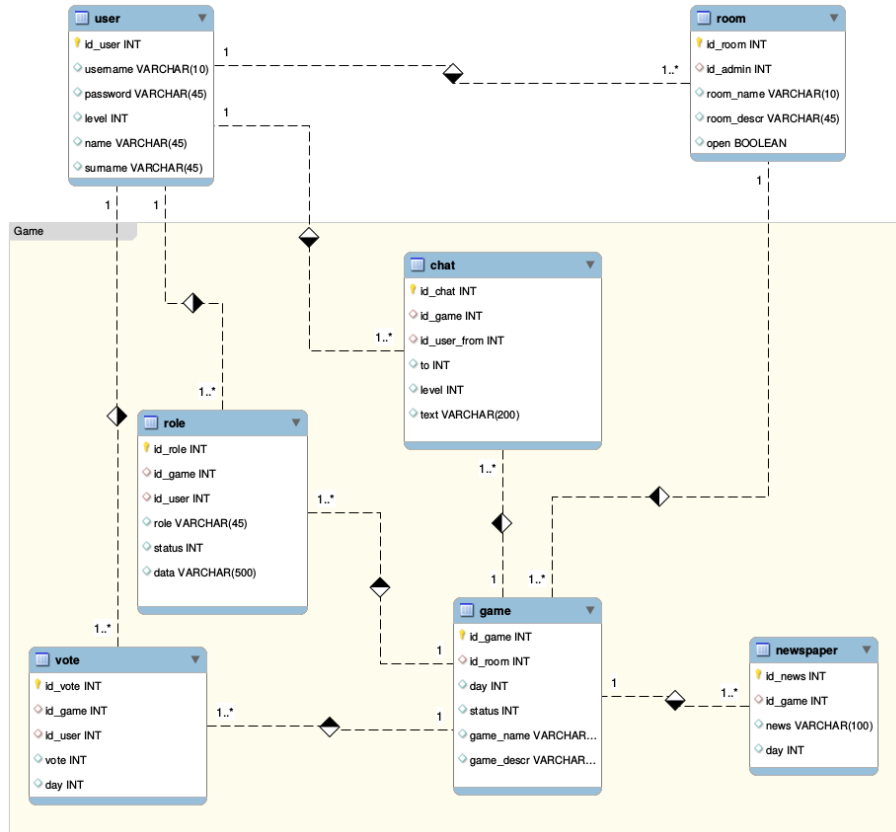 user
id_user INT
username VARCHAR(10)
password VARCHAR(45)
level INT
name VARCHAR(45)
surname VARCHAR(45)
room
id_room INT
id_admin INT
room_name VARCHAR(10)
room_descr VARCHAR(45)
open BOOLEAN
1
1..*
1
1
1
1
Game
chat
id_chat INT
id_game INT
id_user_from INT
to INT
level INT
text VARCHAR(200)
1..*
1..*
role
id_role INT
id_game INT
id_user INT
role VARCHAR(45)
status INT
data VARCHAR(500)
1..*
1..*
1
1..*
game
id_game INT
id_room INT
day INT
status INT
game_name VARCHAR...
game_descr VARCHAR...
1..*
1
vote
id_vote INT
id_game INT
id_user INT
vote INT
day INT
1..*
1
1
1..*
newspaper
id_news INT
id_game INT
news VARCHAR(100)
day INT